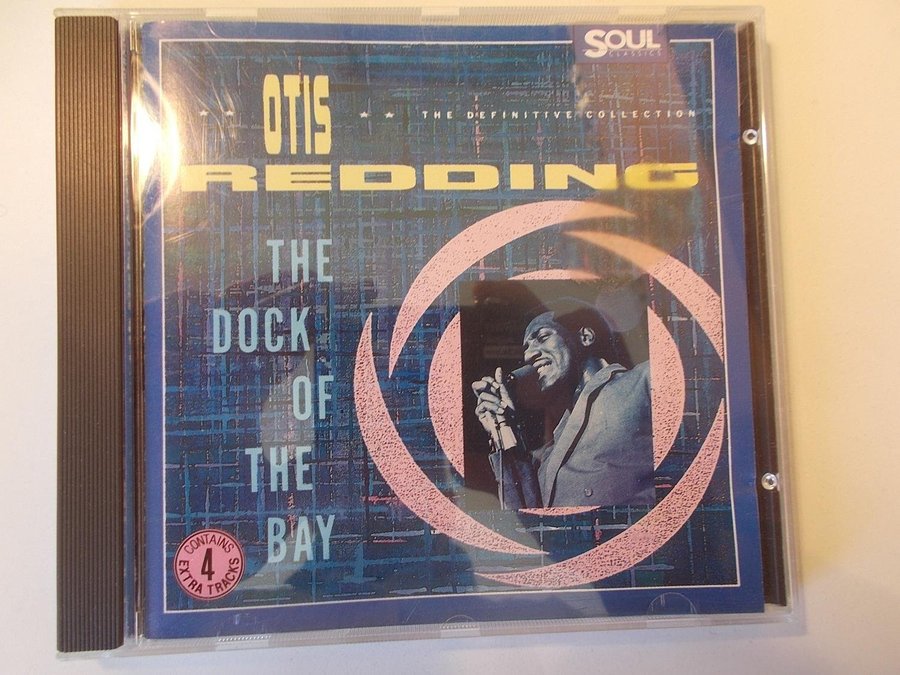 SOUL
CLASSICS
OTIS
THE DEFINITIVE COLLECTION
REDDING
THE
DOCK
OF
THE
BAY
CONTAINS
4
EXTRA TRACKS